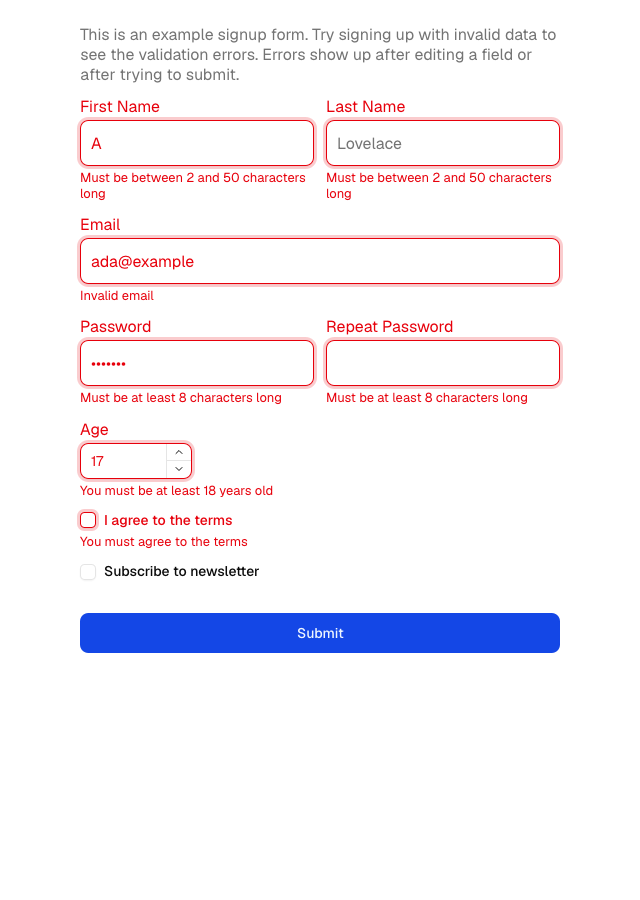 This is an example signup form. Try signing up with invalid data to
see the validation errors. Errors show up after editing a field or
after trying to submit.
First Name
Last Name
A
Lovelace
Must be between 2 and 50 characters
long
Must be between 2 and 50 characters
long
Email
ada@example
Invalid email
Password
Repeat Password
•••••••
Must be at least 8 characters long
Must be at least 8 characters long
Age
17
You must be at least 18 years old
I agree to the terms
You must agree to the terms
Subscribe to newsletter
Submit